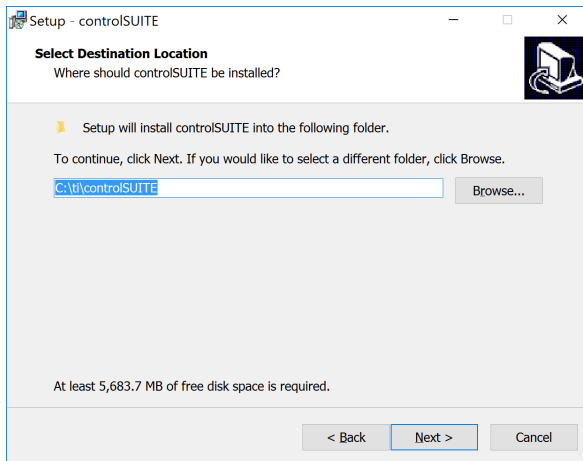 Setup - controlSUITE
Select Destination Location
Where should controlSUITE be installed?
Setup will install controlSUITE into the following folder.
To continue, click Next. If you would like to select a different folder, click Browse.
C:\ti\controlSUITE
Browse...
At least 5,683.7 MB of free disk space is required.
< Back Next > Cancel